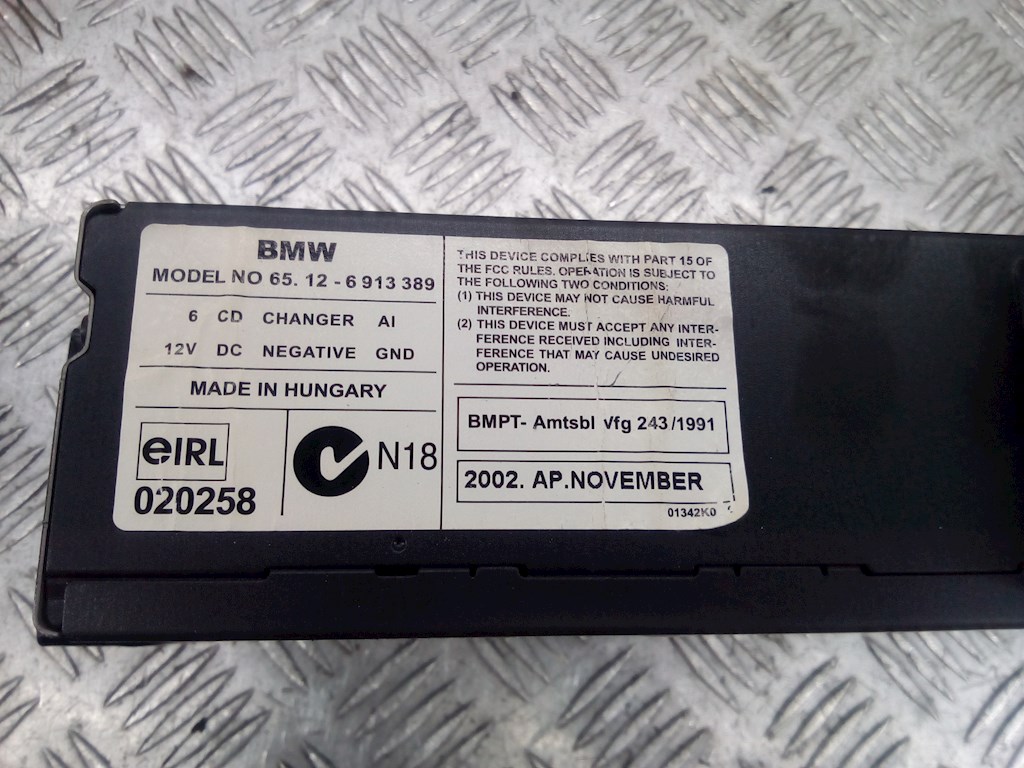 BMW
MODEL NO 65. 12 - 6 913 389
6 CD CHANGER AI
12V DC NEGATIVE GND
MADE IN HUNGARY
eIRL
020258
N18
THIS DEVICE COMPLIES WITH PART 15 OF
THE FCC RULES. OPERATION IS SUBJECT TO
THE FOLLOWING TWO CONDITIONS:
(1) THIS DEVICE MAY NOT CAUSE HARMFUL
INTERFERENCE.
(2) THIS DEVICE MUST ACCEPT ANY INTER-
FERENCE RECEIVED INCLUDING INTER-
FERENCE THAT MAY CAUSE UNDESIRED
OPERATION.
BMPT- Amtsbl Vfg 243/1991
2002. AP.NOVEMBER
01342K0